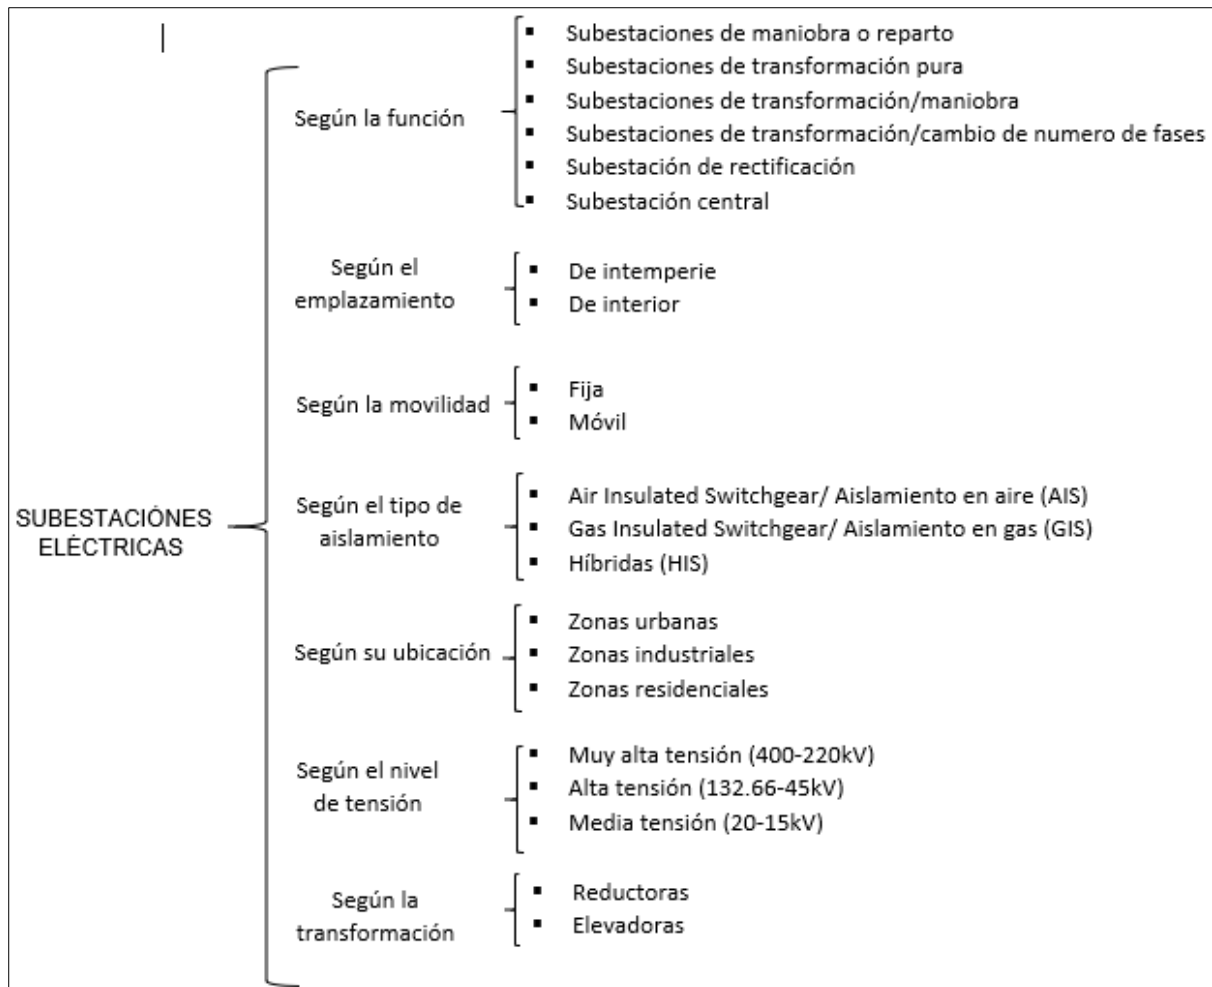 SUBESTACIÓNES
ELÉCTRICAS
Según la función
Subestaciones de maniobra o reparto
Subestaciones de transformación pura
Subestaciones de transformación/maniobra
Subestaciones de transformación/cambio de numero de fases
Subestación de rectificación
Subestación central
Según el
emplazamiento
De intemperie
De interior
Según la movilidad
Fija
Móvil
Según el tipo de
aislamiento
Air Insulated Switchgear/ Aislamiento en aire (AIS)
Gas Insulated Switchgear/ Aislamiento en gas (GIS)
Híbridas (HIS)
Según su ubicación
Zonas urbanas
Zonas industriales
Zonas residenciales
Según el nivel
de tensión
Muy alta tensión (400-220kV)
Alta tensión (132.66-45kV)
Media tensión (20-15kV)
Según la
transformación
Reductoras
Elevadoras